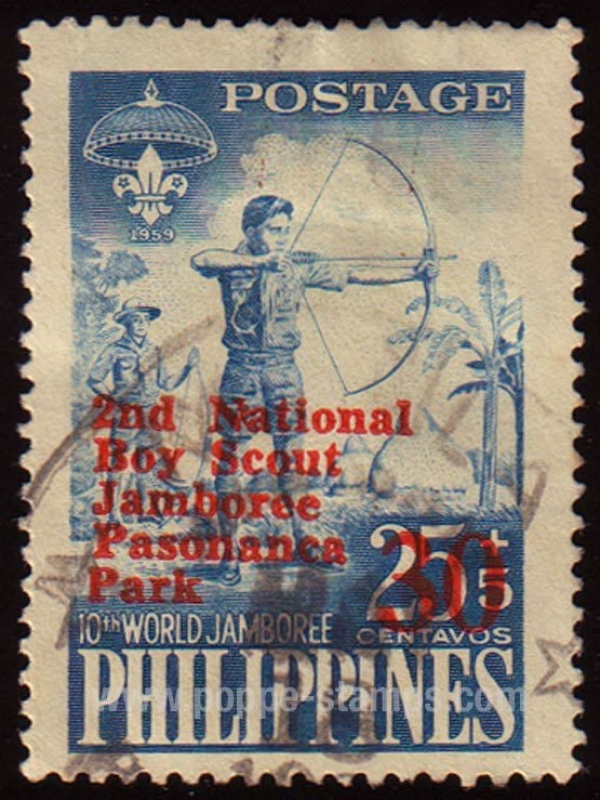 POSTAGE
1959
2nd National
Boy Scout
Jamboree
Pasonanca
Park
25+5
30
10th WORLD JAMBOREE
CENTAVOS
PHILIPPINES
www.poppe-stamps.com